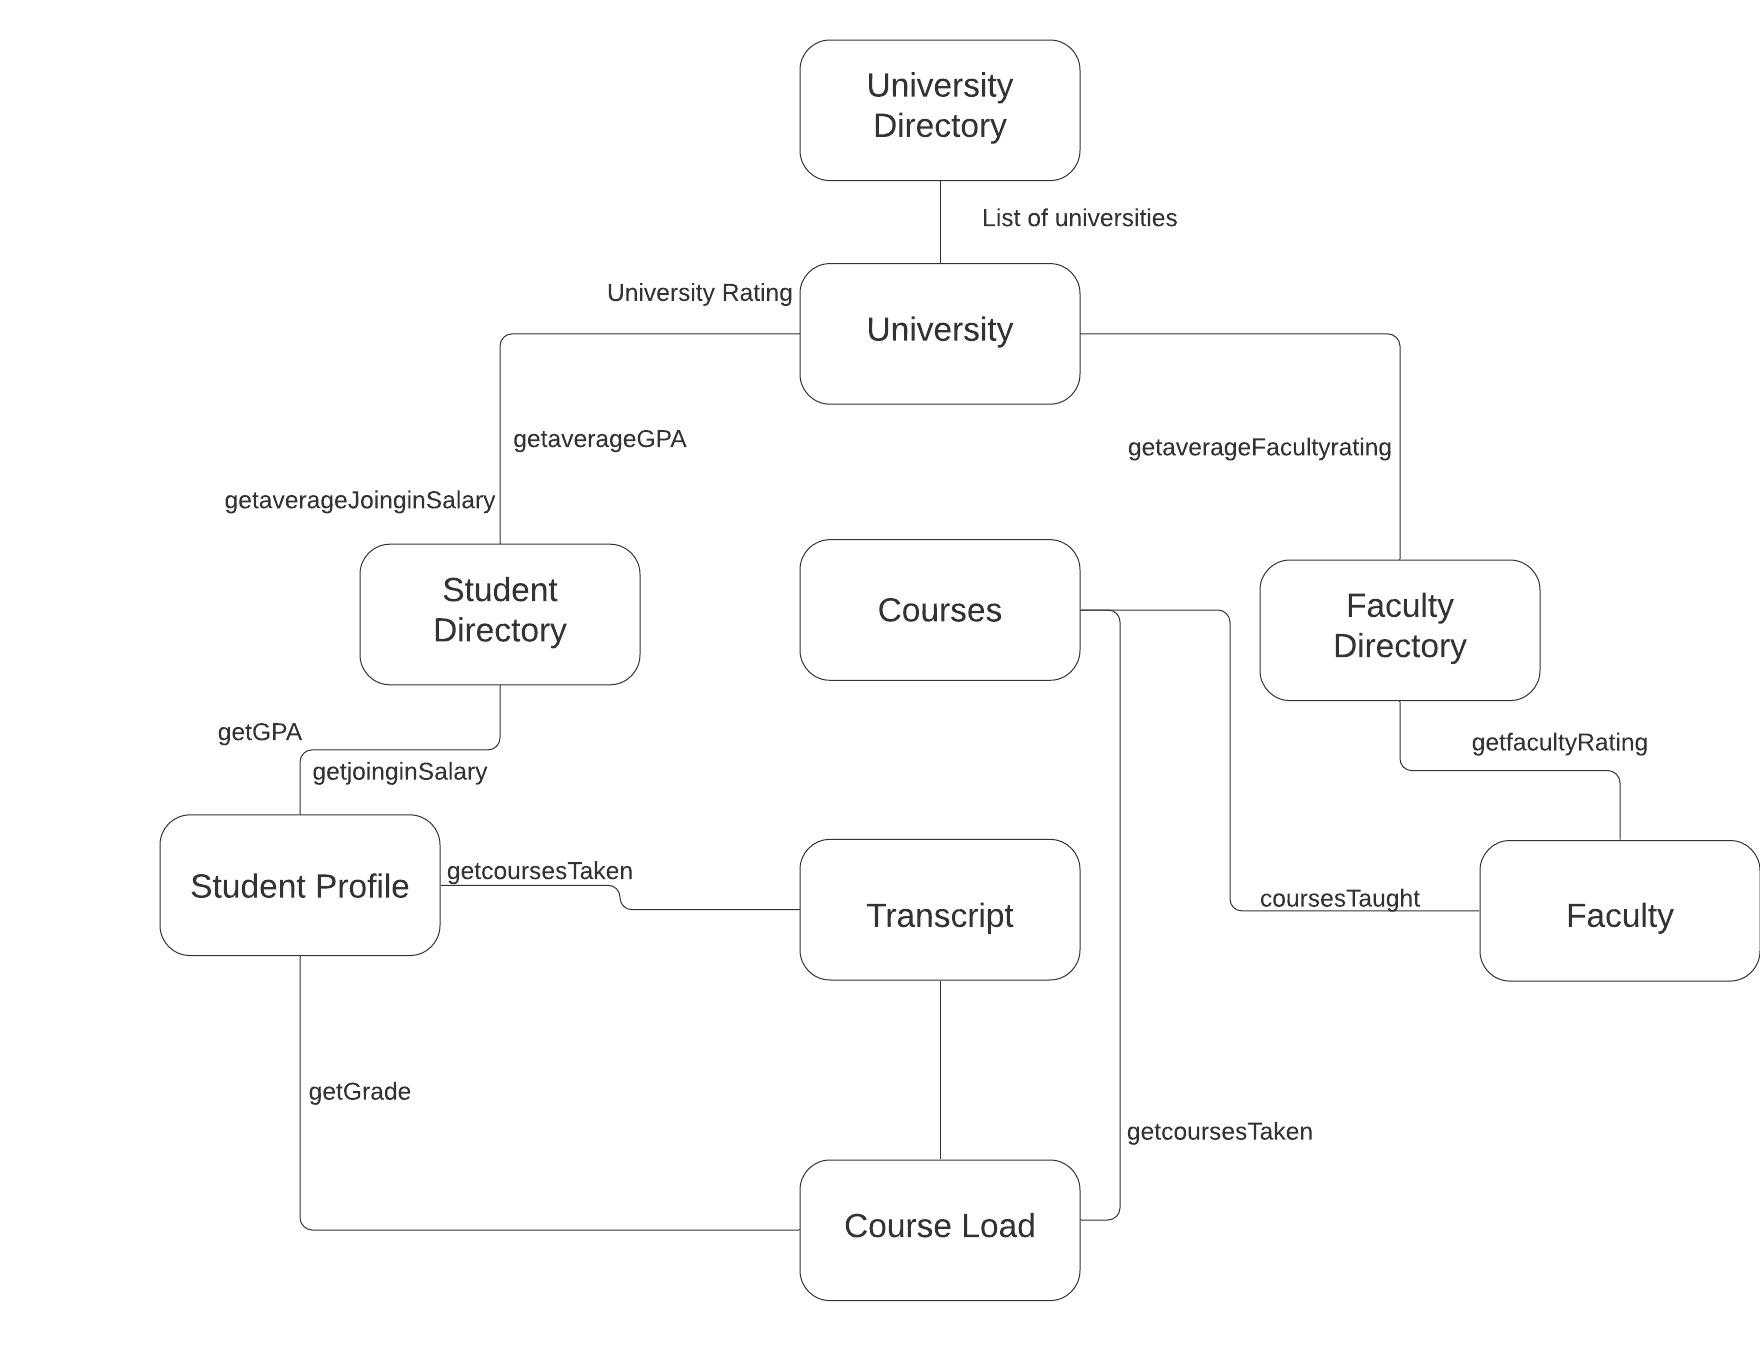 University
Directory
List of universities
University Rating
University
getaverageGPA
getaverageFacultyrating
getaverageJoinginSalary
Student
Directory
Courses
Faculty
Directory
getGPA
getjoinginSalary
getfacultyRating
Student Profile
getcoursesTaken
Transcript
coursesTaught
Faculty
getGrade
getcoursesTaken
Course Load